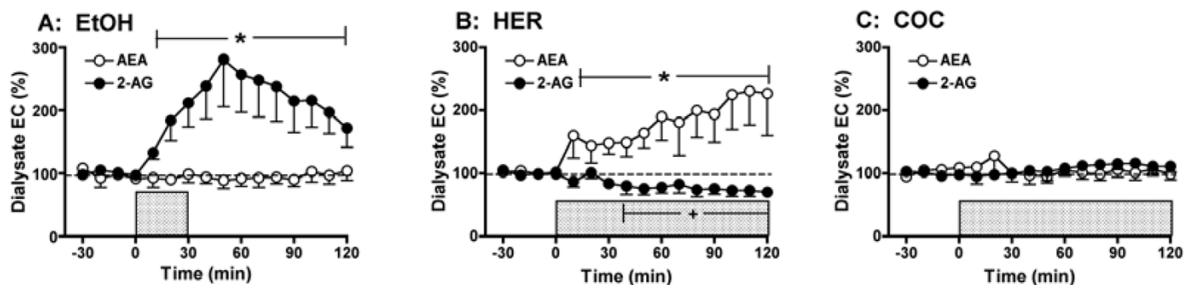 A: EtOH
*
AEA
2-AG
Dialysate EC (%)
300
200
100
0
-30 0 30 60 90 120
Time (min)
B: HER
*
AEA
2-AG
Dialysate EC (%)
300
200
100
0
+
-30 0 30 60 90 120
Time (min)
C: COC
AEA
2-AG
Dialysate EC (%)
300
200
100
0
-30 0 30 60 90 120
Time (min)